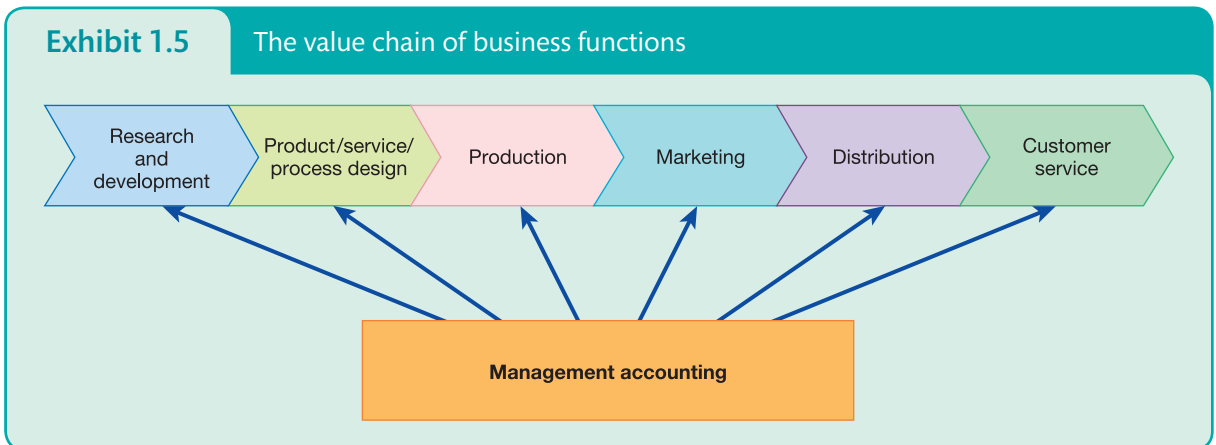 Exhibit 1.5
The value chain of business functions
Research
and
development
Product/service/
process design
Production
Marketing
Distribution
Customer
service
Management accounting